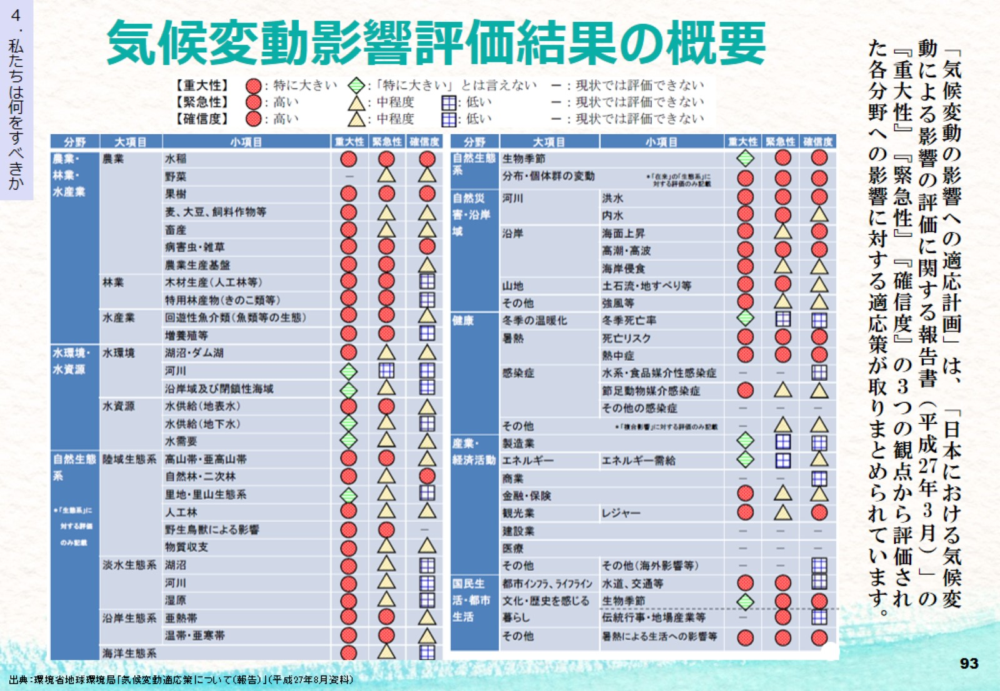 4．私たちは何をすべきか
気候変動影響評価結果の概要
【重大性】 ●：特に大きい ◆：「特に大きい」とは言えない －：現状では評価できない
【緊急性】 ●：高い ▲：中程度 ■：低い －：現状では評価できない
【確信度】 ●：高い ▲：中程度 ■：低い －：現状では評価できない
分野 大項目 小項目 重大性 緊急性 確信度
農業・林業・水産業 農業 水稲
野菜 －
果樹
麦、大豆、飼料作物等
畜産
病害虫・雑草
農業生産基盤
林業 木材生産（人工林等）
特用林産物（きのこ類等）
水産業 回遊性魚介類（魚類等の生態）
増養殖等
水環境・水資源 水環境 湖沼・ダム湖
河川
沿岸域及び閉鎖性海域
水資源 水供給（地表水）
水供給（地下水）
水需要
自然生態系 陸域生態系 高山帯・亜高山帯
自然林・二次林
里地・里山生態系
＊「生態系」に対する評価のみ記載 人工林
野生鳥獣による影響 －
物質収支
淡水生態系 湖沼
河川
湿原
沿岸生態系 亜熱帯
温帯・亜寒帯
海洋生態系
分野 大項目 小項目 重大性 緊急性 確信度
自然生態系 生物季節
分布・個体群の変動 ＊「在来」の「生態系」に対する評価のみ記載
自然災害・沿岸域 河川 洪水
内水
沿岸 海面上昇
高潮・高波
海岸侵食
山地 土石流・地すべり等
その他 強風等
健康 冬季の温暖化 冬季死亡率
暑熱 死亡リスク
熱中症
感染症 水系・食品媒介性感染症 － －
節足動物媒介感染症
その他の感染症 － － －
その他 ＊「複合影響」に対する評価のみ記載 －
産業・経済活動 製造業
エネルギー エネルギー需給
商業 － －
金融・保険
観光業 レジャー
建設業 － － －
医療 － － －
その他 その他（海外影響等） － －
国民生活・都市生活 都市インフラ、ライフライン 水道、交通等
文化・歴史を感じる 生物季節
暮らし 伝統行事・地場産業等 －
その他 暑熱による生活への影響等
「気候変動の影響への適応計画」は、「日本における気候変
動による影響の評価に関する報告書（平成27年3月）」の
『重大性』『緊急性』『確信度』の3つの観点から評価され
た各分野への影響に対する適応策が取りまとめられています。
93
出典：環境省地球環境局「気候変動適応策について（報告）」（平成27年8月資料）